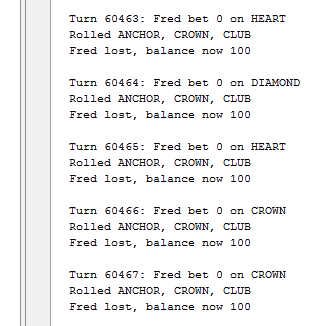 Turn 60463: Fred bet 0 on HEART
Rolled ANCHOR, CROWN, CLUB
Fred lost, balance now 100
Turn 60464: Fred bet 0 on DIAMOND
Rolled ANCHOR, CROWN, CLUB
Fred lost, balance now 100
Turn 60465: Fred bet 0 on HEART
Rolled ANCHOR, CROWN, CLUB
Fred lost, balance now 100
Turn 60466: Fred bet 0 on CROWN
Rolled ANCHOR, CROWN, CLUB
Fred lost, balance now 100
Turn 60467: Fred bet 0 on CROWN
Rolled ANCHOR, CROWN, CLUB
Fred lost, balance now 100